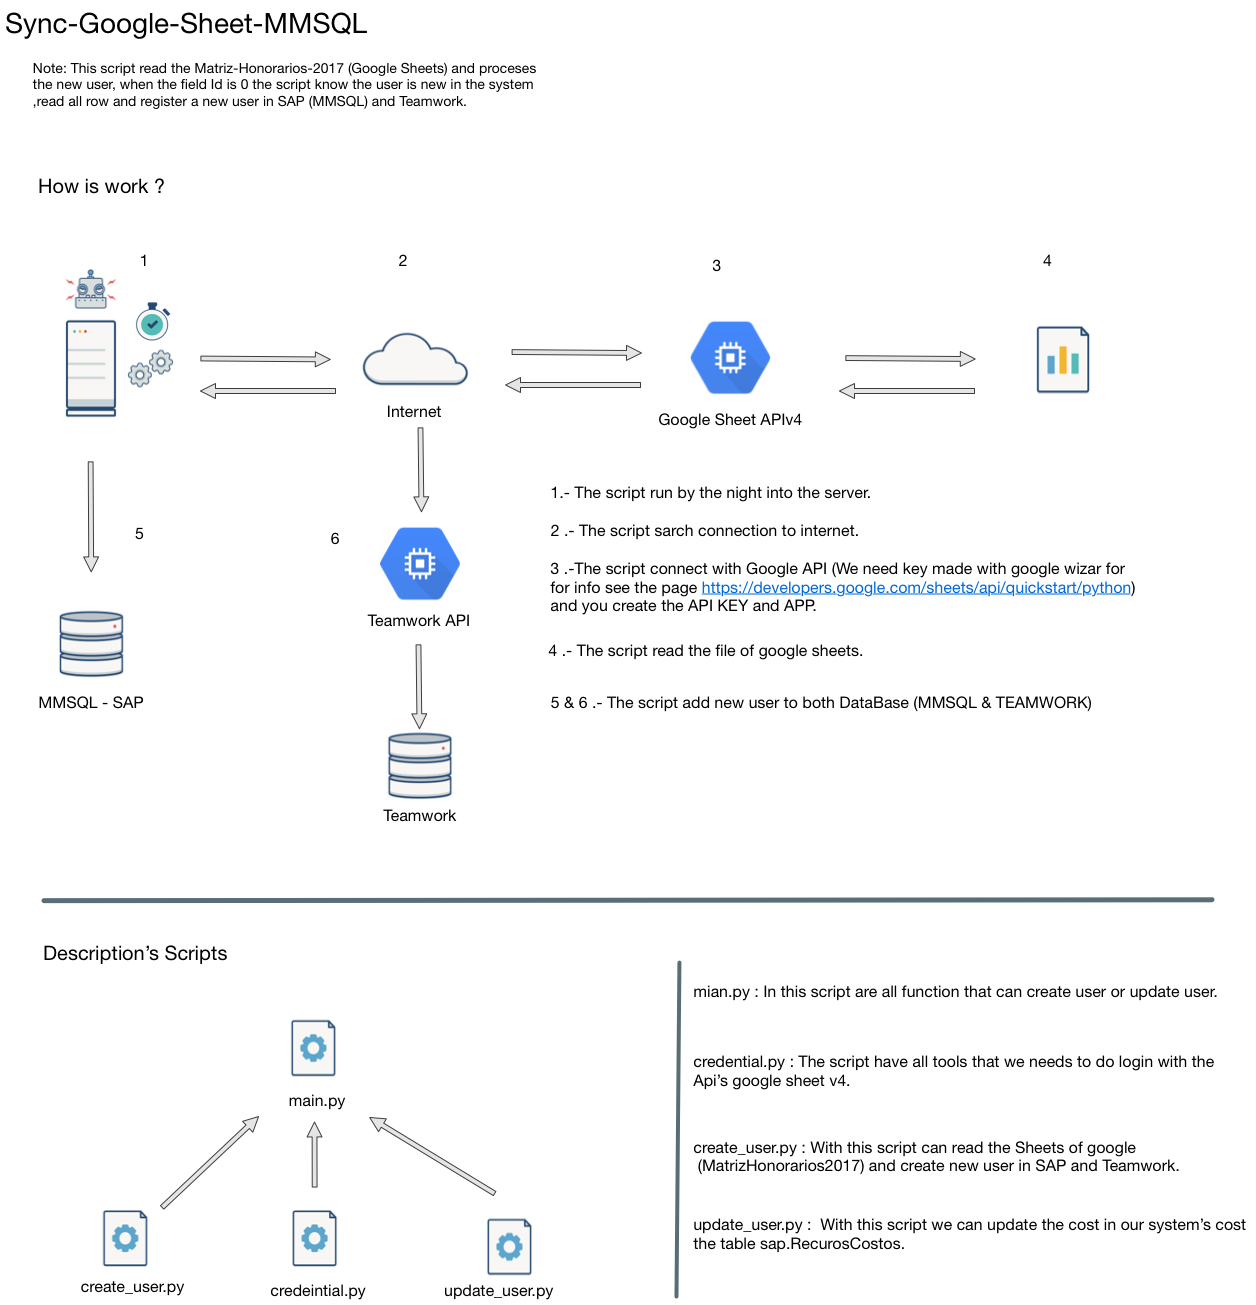 Sync-Google-Sheet-MMSQL
Note: This script read the Matriz-Honorarios-2017 (Google Sheets) and proceses
the new user, when the field Id is 0 the script know the user is new in the system
,read all row and register a new user in SAP (MMSQL) and Teamwork.
How is work ?
1
2
3
4
Internet
Google Sheet APIv4
1.- The script run by the night into the server.
2 .- The script sarch connection to internet.
5
6
3 .-The script connect with Google API (We need key made with google wizar for
for info see the page https://developers.google.com/sheets/api/quickstart/python)
and you create the API KEY and APP.
Teamwork API
4 .- The script read the file of google sheets.
MMSQL - SAP
5 & 6 .- The script add new user to both DataBase (MMSQL & TEAMWORK)
Teamwork
Description’s Scripts
main.py
create_user.py
credeintial.py
update_user.py
mian.py : In this script are all function that can create user or update user.
credential.py : The script have all tools that we needs to do login with the
Api’s google sheet v4.
create_user.py : With this script can read the Sheets of google
(MatrizHonorarios2017) and create new user in SAP and Teamwork.
update_user.py :  With this script we can update the cost in our system’s cost
the table sap.RecurosCostos.